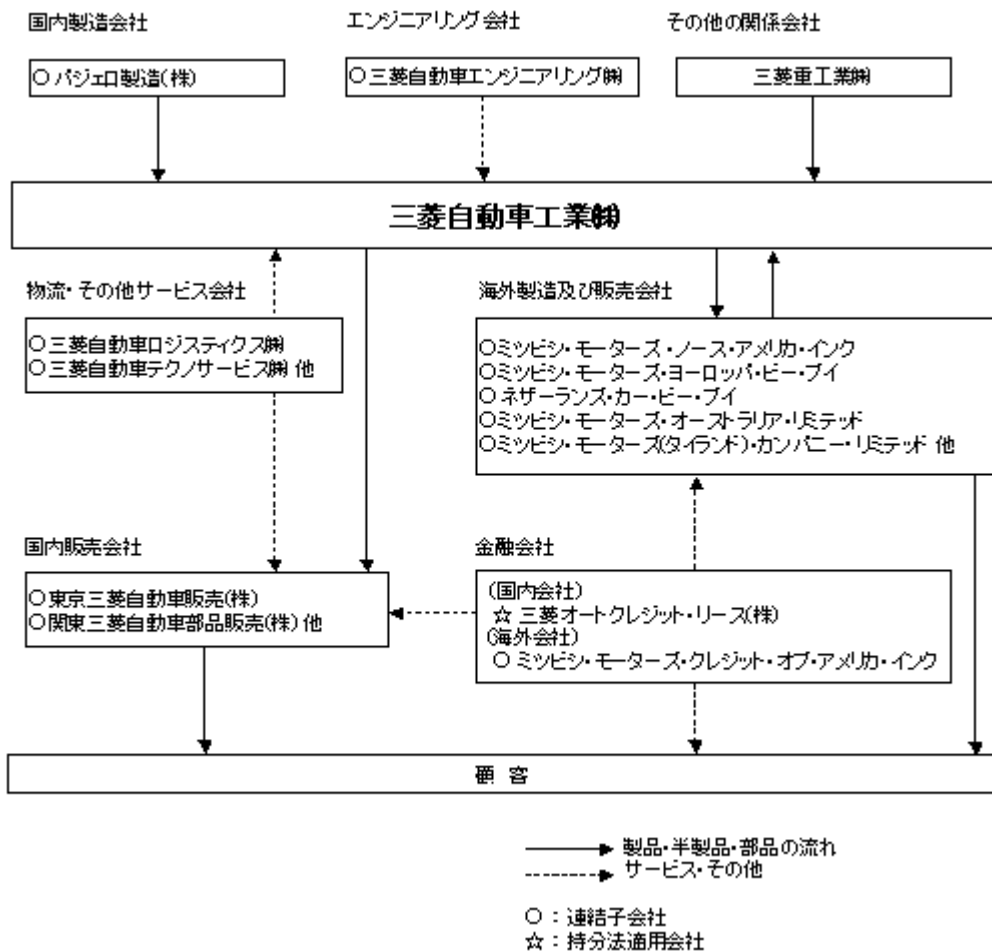 国内製造会社
エンジニアリング会社
その他の関係会社
○パジェロ製造(株)
○三菱自動車エンジニアリング㈱
三菱重工業㈱
三菱自動車工業㈱
物流・その他サービス会社
○三菱自動車ロジスティクス㈱
○三菱自動車テクノサービス㈱ 他
海外製造及び販売会社
○ミツビシ・モーターズ・ノース・アメリカ・インク
○ミツビシ・モーターズ・ヨーロッパ・ビー・ブイ
○ネザーランズ・カー・ビー・ブイ
○ミツビシ・モーターズ・オーストラリア・リミテッド
○ミツビシ・モーターズ(タイランド)・カンパニー・リミテッド 他
国内販売会社
○東京三菱自動車販売(株)
○関東三菱自動車部品販売(株) 他
金融会社
(国内会社)
☆ 三菱オートクレジット・リース(株)
(海外会社)
○ ミツビシ・モーターズ・クレジット・オブ・アメリカ・インク
顧 客
製品・半製品・部品の流れ
サービス・その他
○ : 連結子会社
☆ : 持分法適用会社